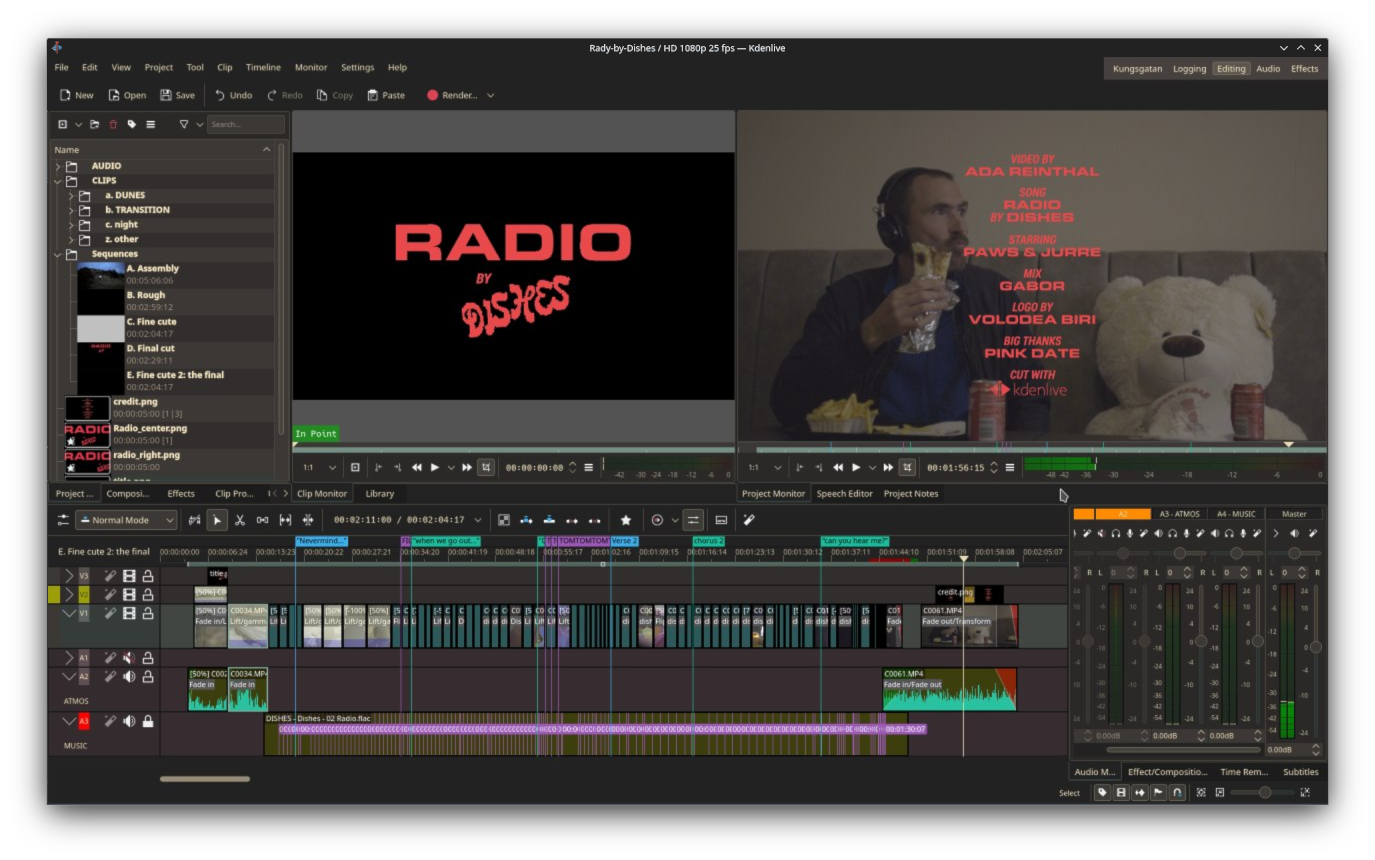 Rady-by-Dishes / HD 1080p 25 fps — Kdenlive
File Edit View Project Tool Clip Timeline Monitor Settings Help
Kungsgatan Logging Editing Audio Effects
New Open Save Undo Redo Copy Paste Render...
Search...
Name
AUDIO
CLIPS
a. DUNES
b. TRANSITION
c. night
z. other
Sequences
A. Assembly
00:05:06:06
B. Rough
00:02:59:12
C. Fine cute
00:02:04:17
D. Final cut
00:02:29:11
E. Fine cute 2: the final
00:02:04:17
credit.png
00:00:05:00 [1|3]
Radio_center.png
00:00:05:00 [1]
radio_right.png
00:00:05:00
RADIO
BY
DISHES
In Point
VIDEO BY
ADA REINTHAL
SONG
RADIO
BY DISHES
STARRING
PAWS & JURRE
MIX
GABOR
LOGO BY
VOLODEA BIRI
BIG THANKS
PINK DATE
CUT WITH
kdenlive
1:1 00:00:00:00 -42 -30 -24 -18 -12 -6 0
1:1 00:01:56:15 -48 -42 -36 -30 -24 -18 -12 -6 0
Project ... Composi... Effects Clip Pro... Clip Monitor Library Project Monitor Speech Editor Project Notes
Normal Mode 00:02:11:00 / 00:02:04:17
A2 A3 - ATMOS A4 - MUSIC Master
"Nevermind..." "when we go out..." TOMTOMTOMT Verse 2 chorus 2 "can you hear me?"
E. Fine cute 2: the final 00:00:00:00 00:00:06:24 00:00:13:23 00:00:20:22 00:00:27:21 00:00:34:20 00:00:41:19 00:00:48:18 00:00:55:17 00:01:02:16 00:01:09:15 00:01:16:14 00:01:23:13 00:01:30:12 00:01:37:11 00:01:44:10 00:01:51:09 00:01:58:08 00:02:05:07
V3
V2 credit.png
V1 C0034.MP4 C0061.MP4
Fade out/Transform
A1
A2 [50%] C002 C0034.MP4 C0061.MP4
Fade in Fade in Fade in/Fade out
ATMOS
A3 DISHES - Dishes - 02 Radio.flac
00:01:30:07
MUSIC
0.00dB 0.00dB 0.00dB 0.00dB
Audio M... Effect/Compositio... Time Rem... Subtitles
Select